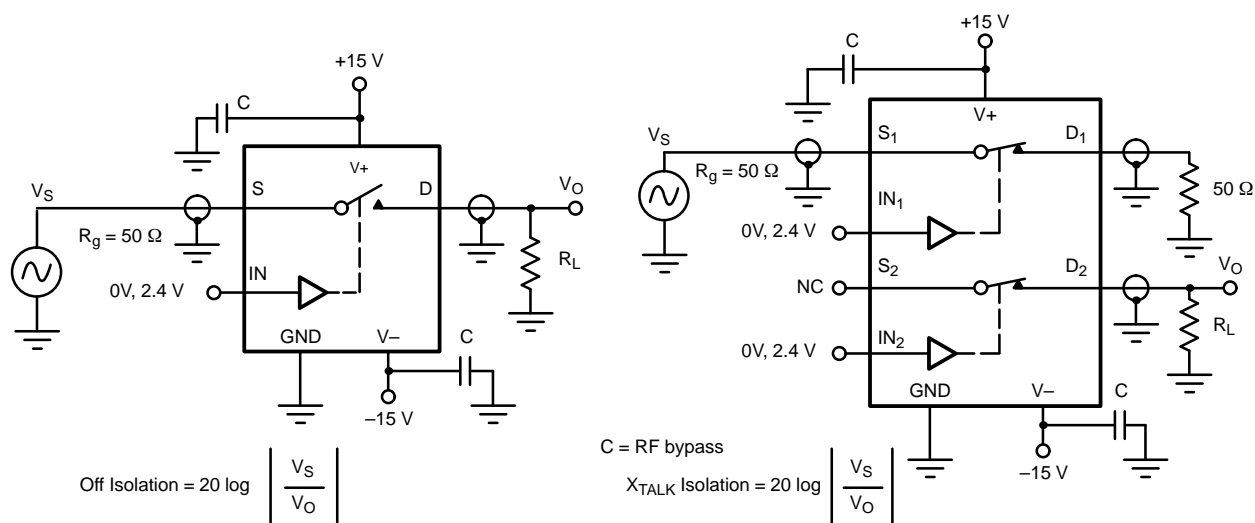 +15 V
C
V+
VS
S
D
VO
Rg = 50 Ω
RL
IN
0V, 2.4 V
GND
V–
C
–15 V
Off Isolation = 20 log | VS / VO |
+15 V
C
V+
VS
S1
D1
Rg = 50 Ω
50 Ω
IN1
0V, 2.4 V
S2
D2
VO
NC
RL
IN2
0V, 2.4 V
GND
V–
C
–15 V
C = RF bypass
XTALK Isolation = 20 log | VS / VO |